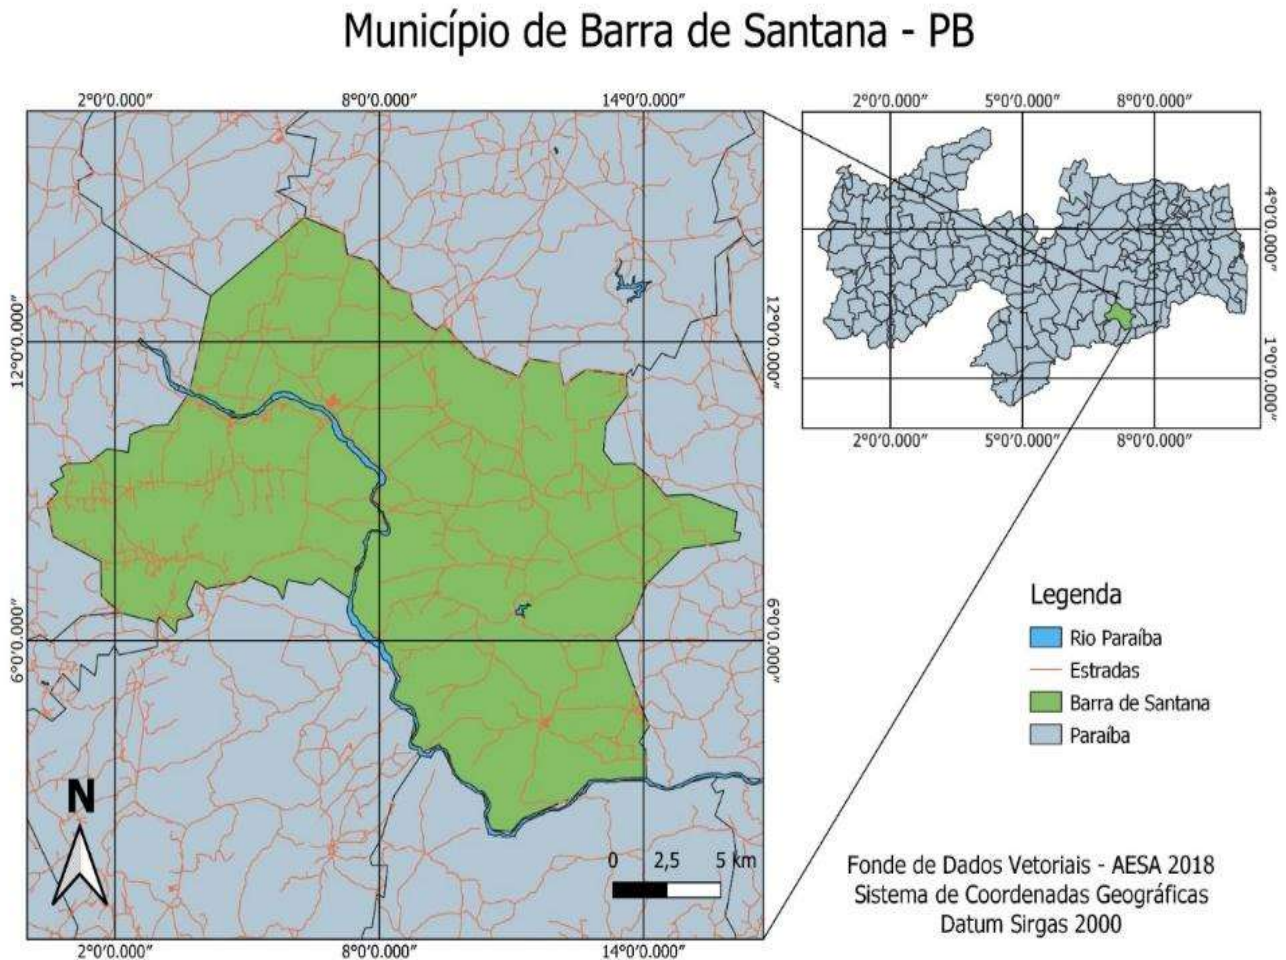 Município de Barra de Santana - PB
2°0'0.000"
8°0'0.000"
14°0'0.000"
2°0'0.000"
5°0'0.000"
8°0'0.000"
12°0'0.000"
12°0'0.000"
4°0'0.000"
1°0'0.000"
2°0'0.000"
5°0'0.000"
8°0'0.000"
6°0'0.000"
6°0'0.000"
Legenda
Rio Paraíba
Estradas
Barra de Santana
Paraíba
N
0 2,5 5 km
Fonde de Dados Vetoriais - AESA 2018
Sistema de Coordenadas Geográficas
Datum Sirgas 2000
2°0'0.000"
8°0'0.000"
14°0'0.000"